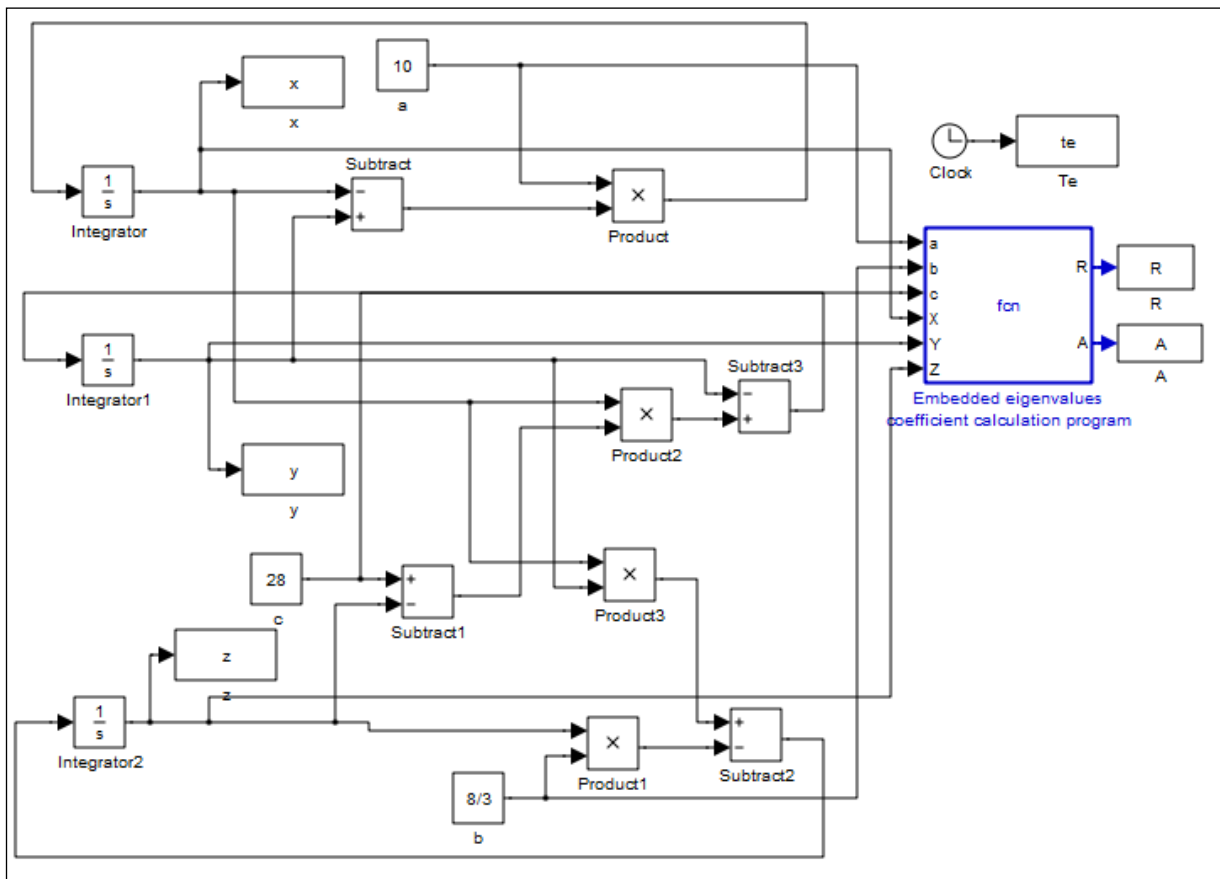 10
a
x
x
te
Te
Clock
Subtract
−
+
×
Product
1
s
Integrator
a
b
c
X
Y
Z
fcn
R
A
R
R
A
A
Embedded eigenvalues
coefficient calculation program
1
s
Integrator1
Subtract3
−
+
×
Product2
y
y
28
c
+
−
Subtract1
×
Product3
z
z
1
s
Integrator2
×
Product1
+
−
Subtract2
8/3
b